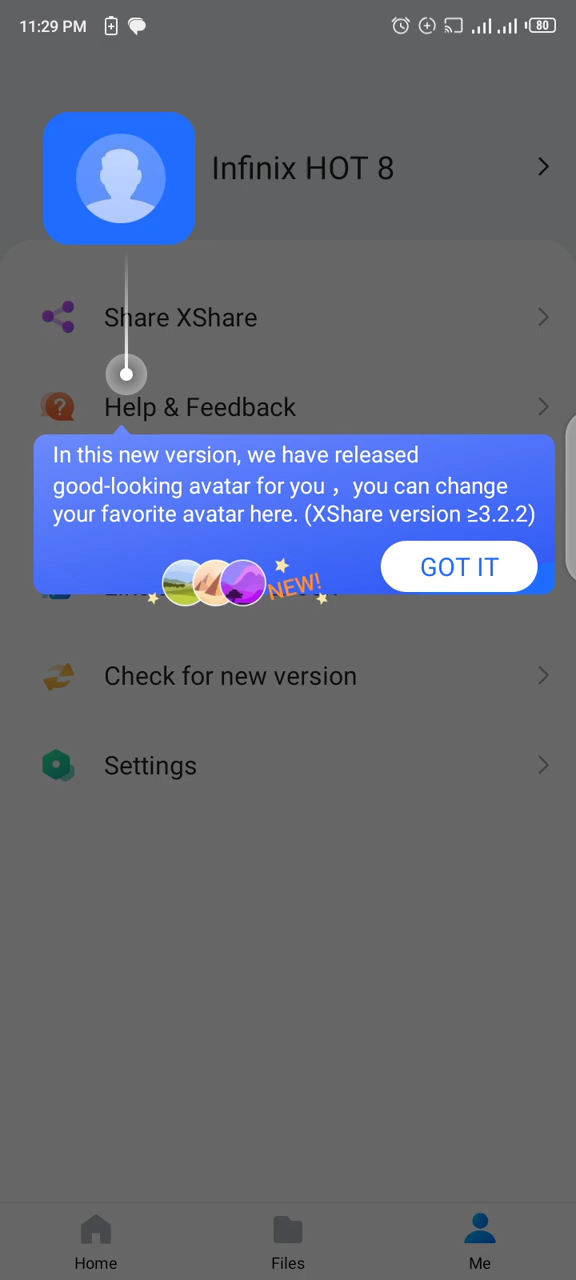 11:29 PM
80
Infinix HOT 8
Share XShare
Help & Feedback
In this new version, we have released
good-looking avatar for you ，you can change
your favorite avatar here. (XShare version ≥3.2.2)
NEW!
GOT IT
Check for new version
Settings
Home
Files
Me